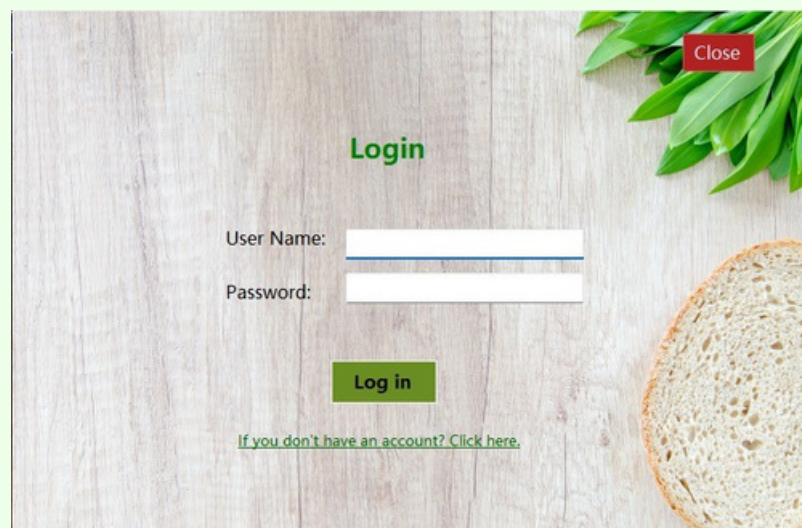 Close
Login
User Name:
Password:
Log in
If you don't have an account? Click here.